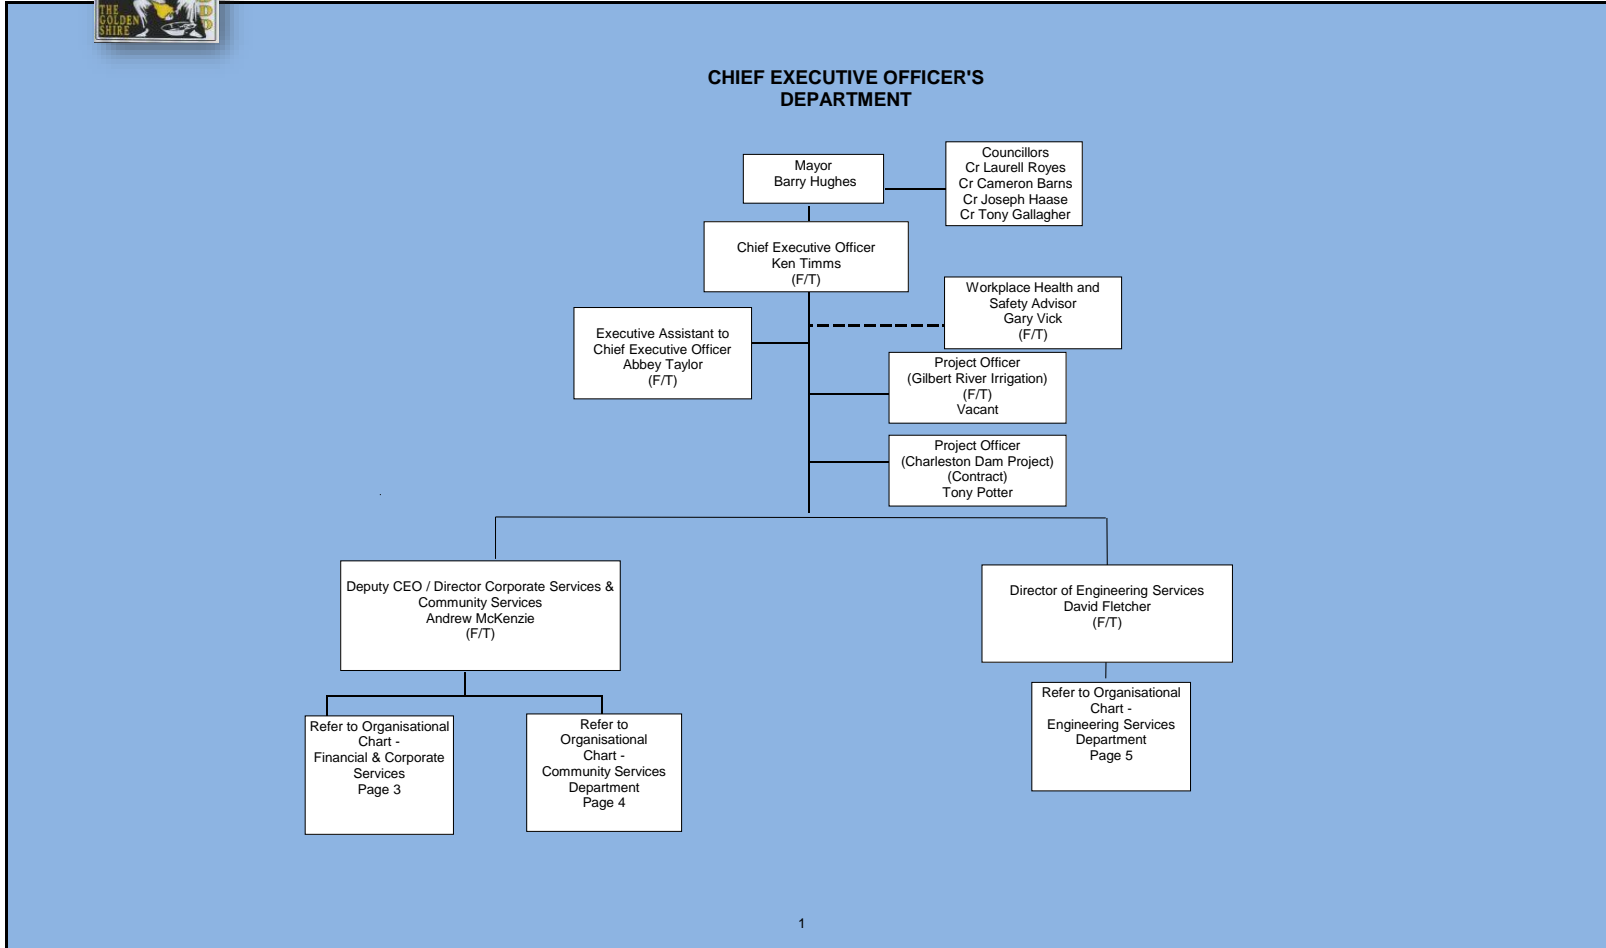 THE
GOLDEN
SHIRE
CHIEF EXECUTIVE OFFICER'S
DEPARTMENT
Mayor
Barry Hughes
Councillors
Cr Laurell Royes
Cr Cameron Barns
Cr Joseph Haase
Cr Tony Gallagher
Chief Executive Officer
Ken Timms
(F/T)
Workplace Health and
Safety Advisor
Gary Vick
(F/T)
Executive Assistant to
Chief Executive Officer
Abbey Taylor
(F/T)
Project Officer
(Gilbert River Irrigation)
(F/T)
Vacant
Project Officer
(Charleston Dam Project)
(Contract)
Tony Potter
Deputy CEO / Director Corporate Services &
Community Services
Andrew McKenzie
(F/T)
Director of Engineering Services
David Fletcher
(F/T)
Refer to Organisational
Chart -
Financial & Corporate
Services
Page 3
Refer to
Organisational
Chart -
Community Services
Department
Page 4
Refer to Organisational
Chart -
Engineering Services
Department
Page 5
1